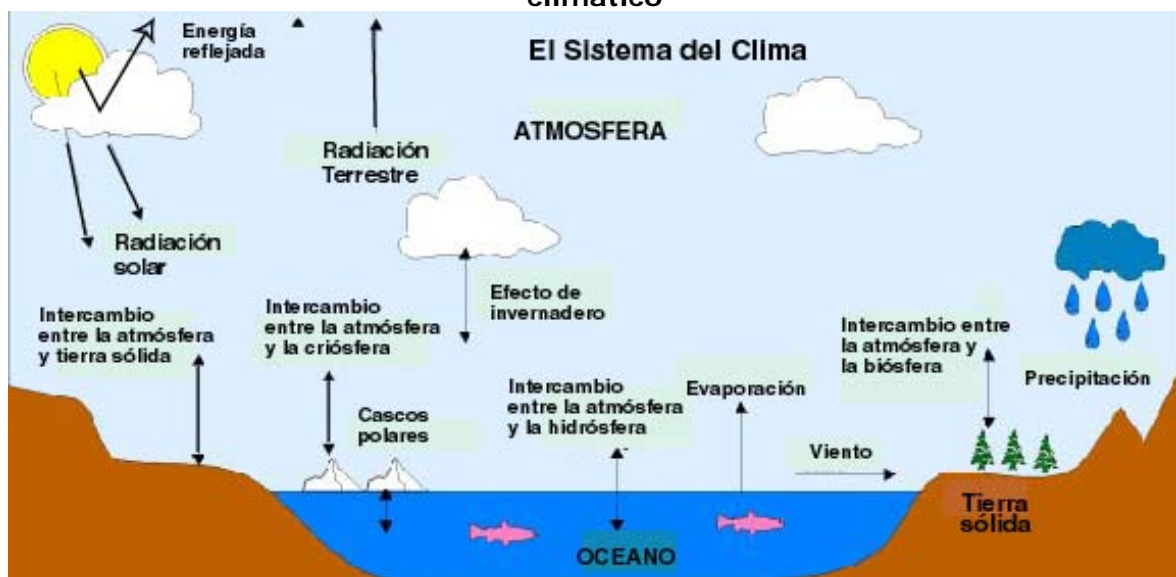 climático
Energía
reflejada
El Sistema del Clima
ATMOSFERA
Radiación
Terrestre
Radiación
solar
Efecto de
invernadero
Intercambio
entre la atmósfera
y tierra sólida
Intercambio
entre la atmósfera
y la criósfera
Cascos
polares
Intercambio
entre la atmósfera
y la hidrósfera
Evaporación
Intercambio entre
la atmósfera y
la biósfera
Precipitación
Viento
Tierra
sólida
OCEANO